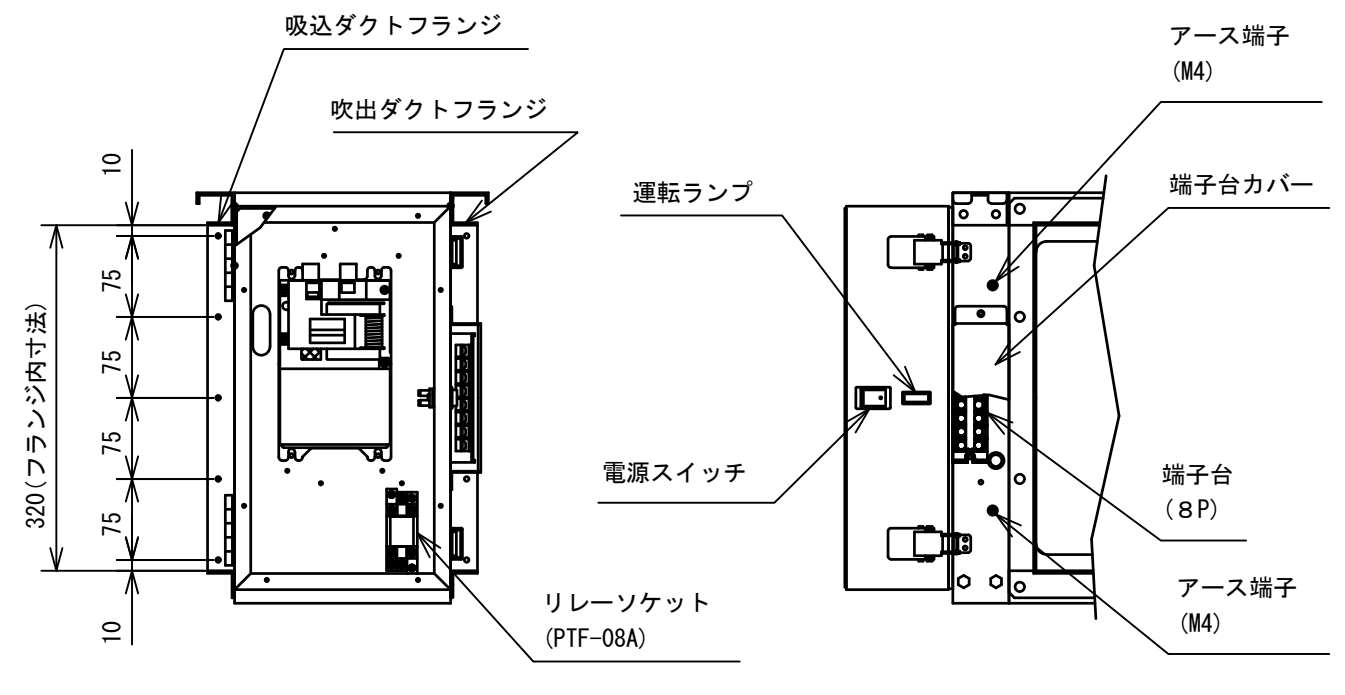 吸込ダクトフランジ
吹出ダクトフランジ
10
75
75
75
75
10
320(フランジ内寸法)
リレーソケット
(PTF-08A)
運転ランプ
電源スイッチ
アース端子
(M4)
端子台カバー
端子台
(8P)
アース端子
(M4)